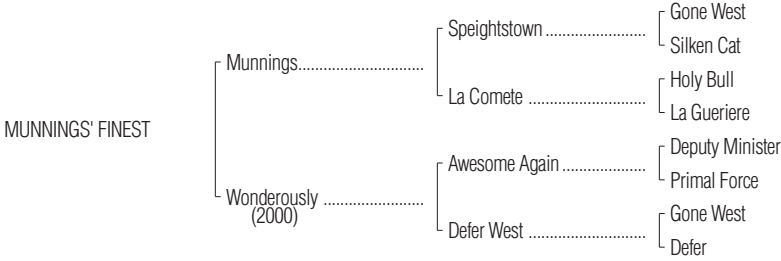 Gone West
Speightstown
Silken Cat
Munnings
Holy Bull
La Comete
La Gueriere
MUNNINGS' FINEST
Deputy Minister
Awesome Again
Primal Force
Wonderously
(2000)
Gone West
Defer West
Defer